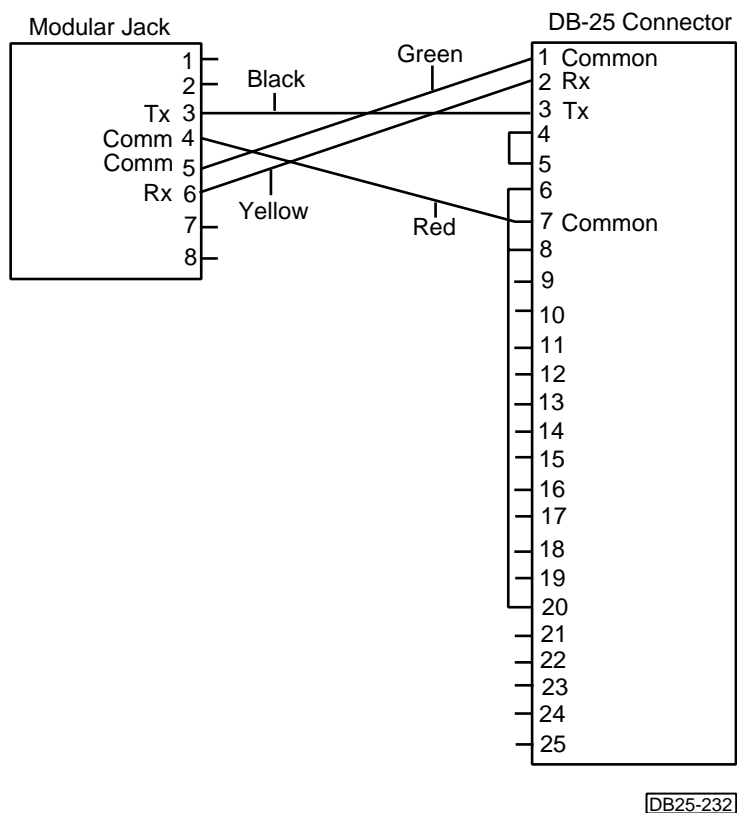 Modular Jack
DB-25 Connector
1
2
Tx 3
Comm 4
Comm 5
Rx 6
7
8
Black
Green
Yellow
Red
1 Common
2 Rx
3 Tx
4
5
6
7 Common
8
9
10
11
12
13
14
15
16
17
18
19
20
21
22
23
24
25
DB25-232